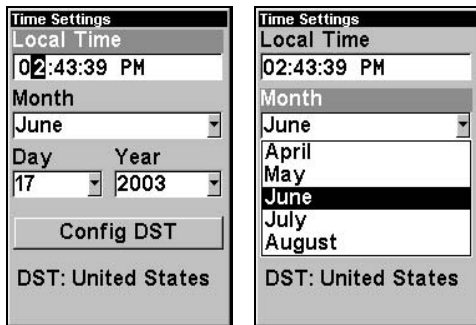 Time Settings
Local Time
02:43:39 PM
Month
June
Day Year
17 2003
Config DST
DST: United States
Time Settings
Local Time
02:43:39 PM
Month
June
April
May
June
July
August
DST: United States